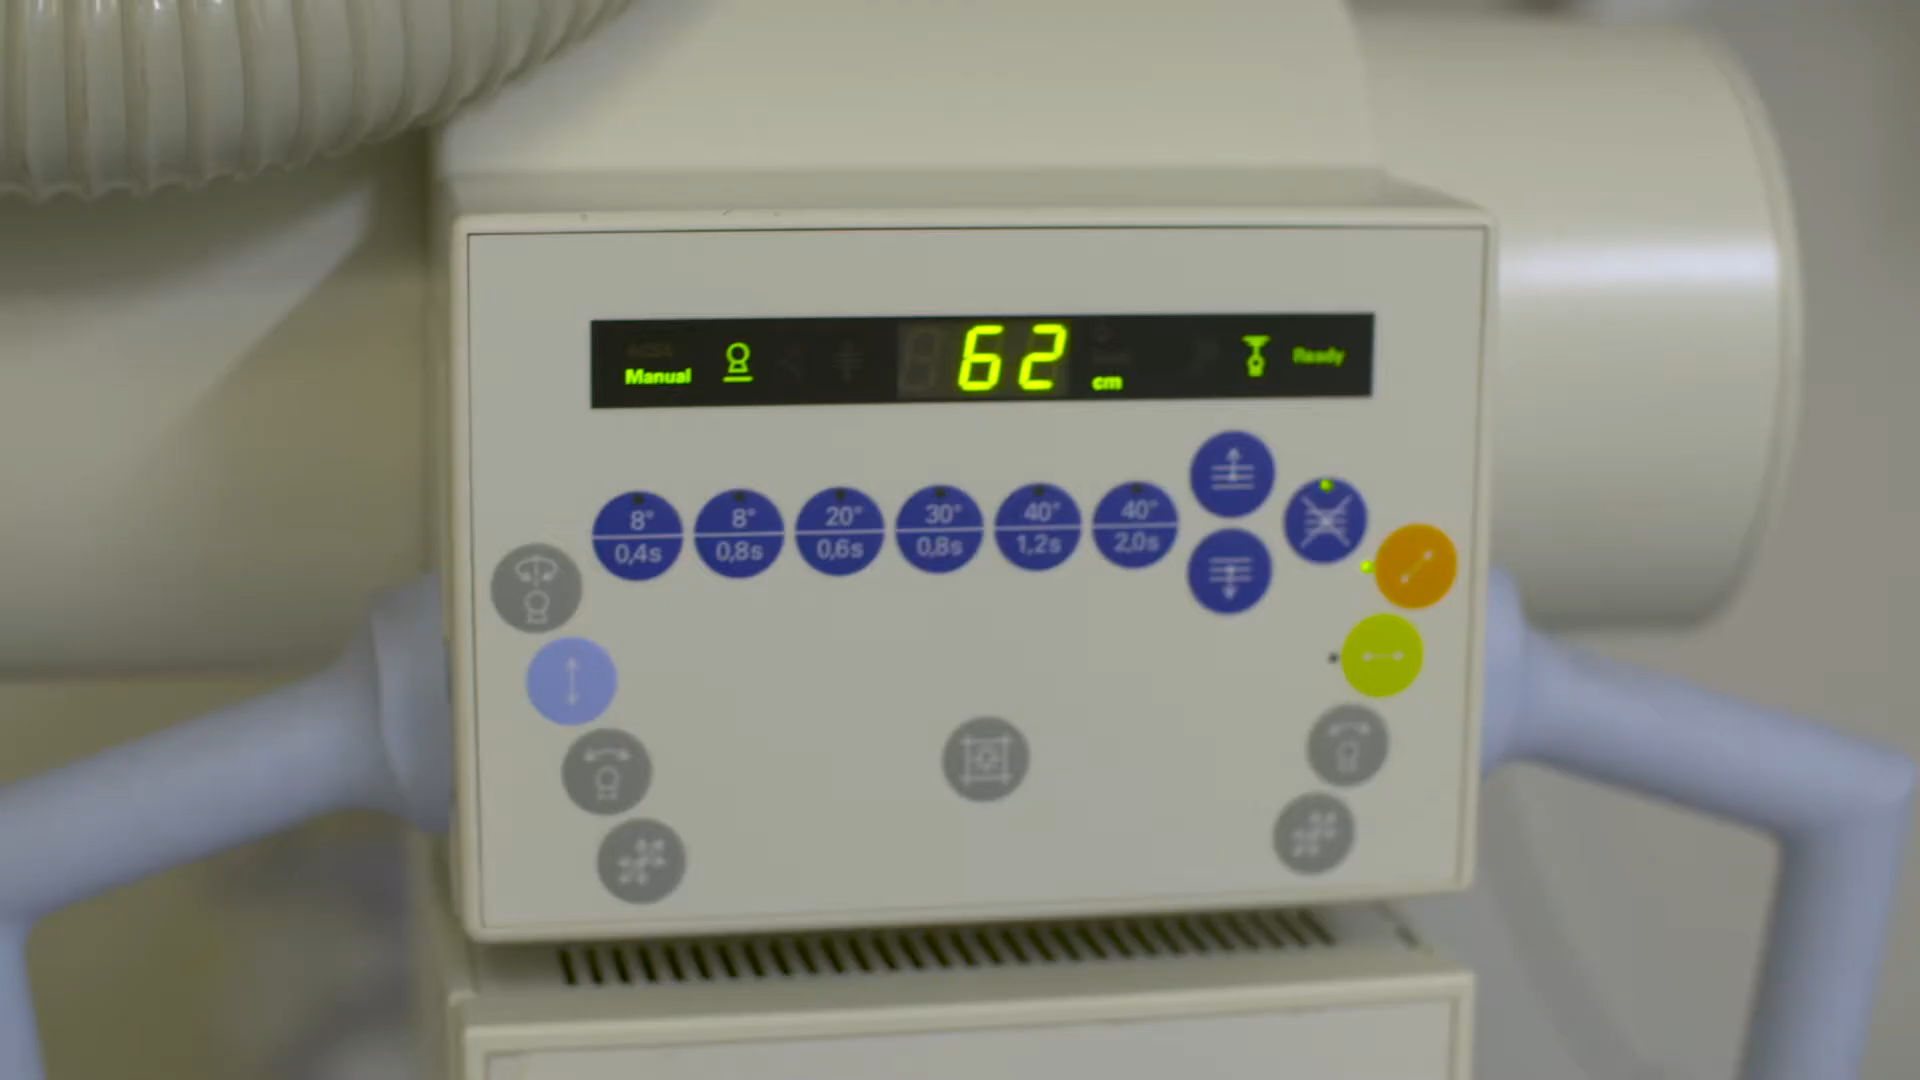 Manual
62
cm
Ready
8° 8° 20° 30° 40° 40°
0,4s 0,8s 0,6s 0,8s 1,2s 2,0s